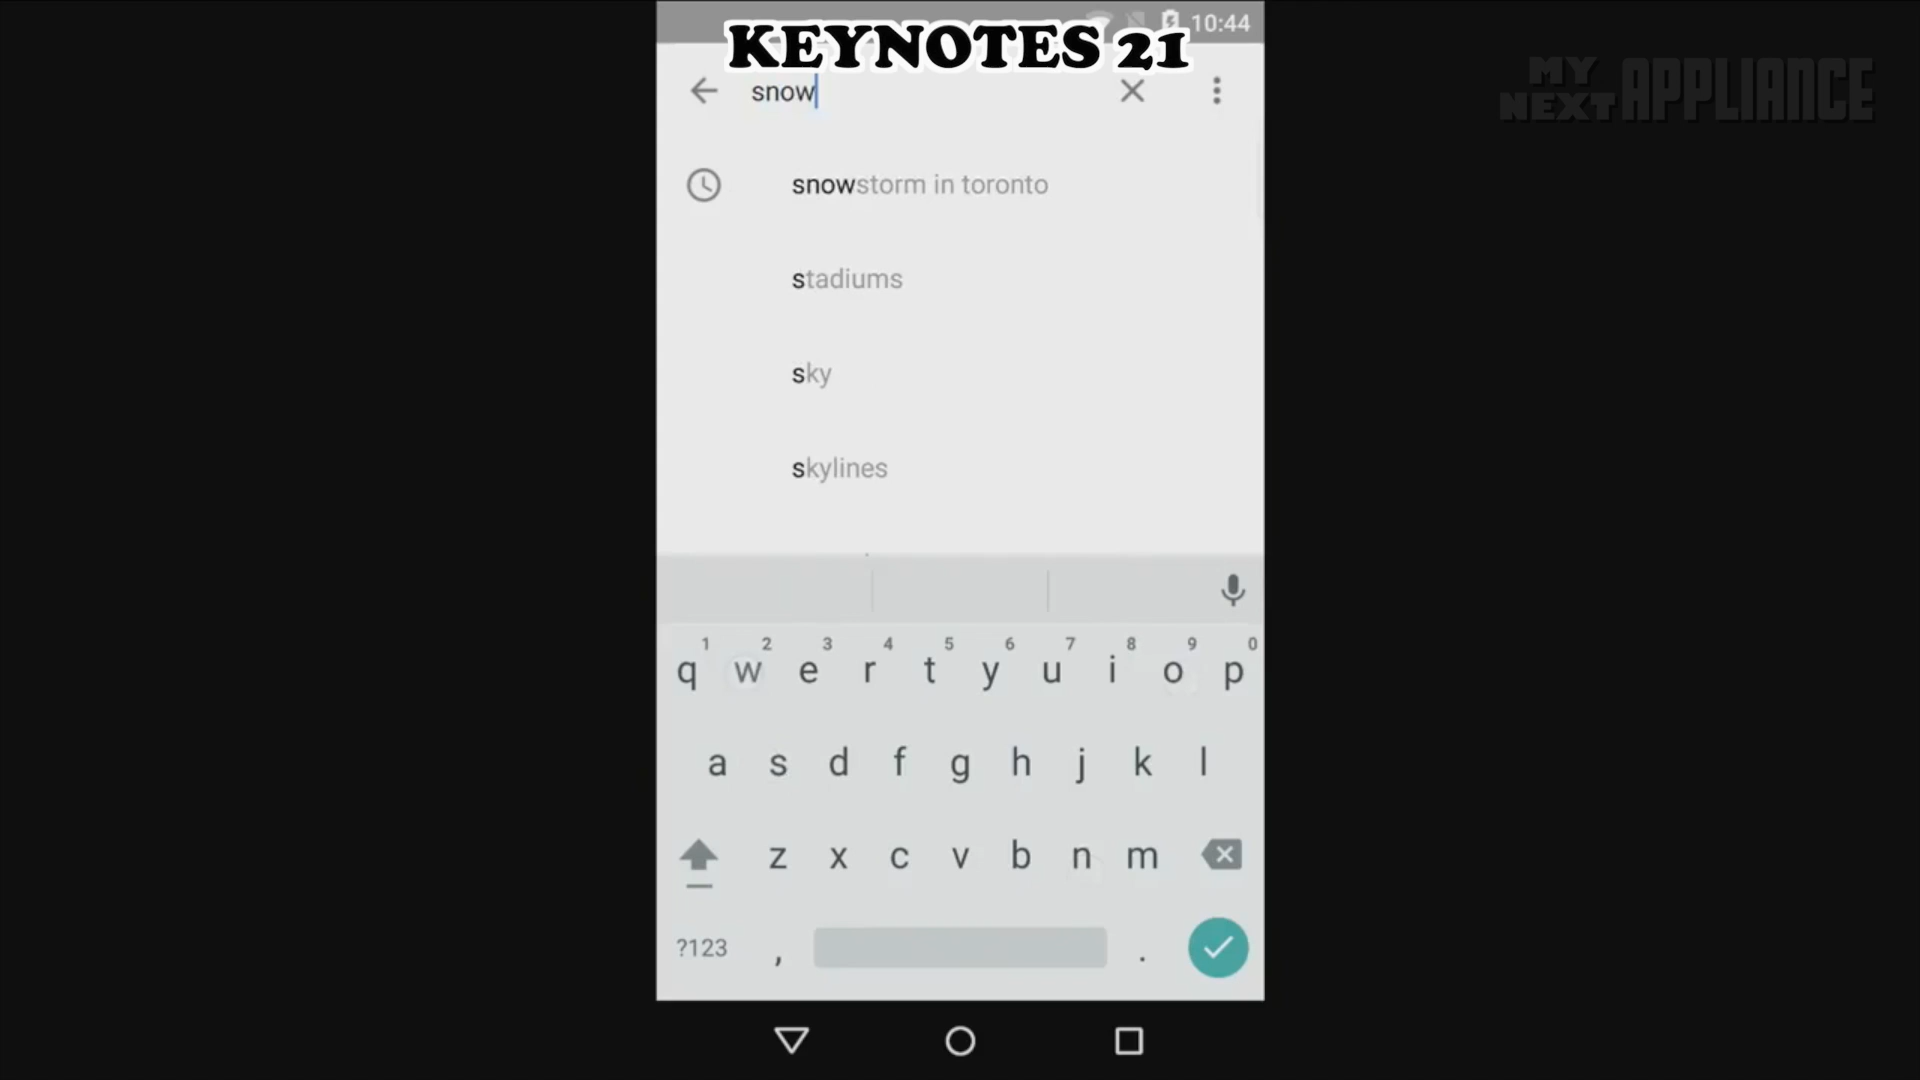 10:44
KEYNOTES 21
MY NEXT APPLIANCE
snow
snowstorm in toronto
stadiums
sky
skylines
1 2 3 4 5 6 7 8 9 0
q w e r t y u i o p
a s d f g h j k l
z x c v b n m
?123 , .